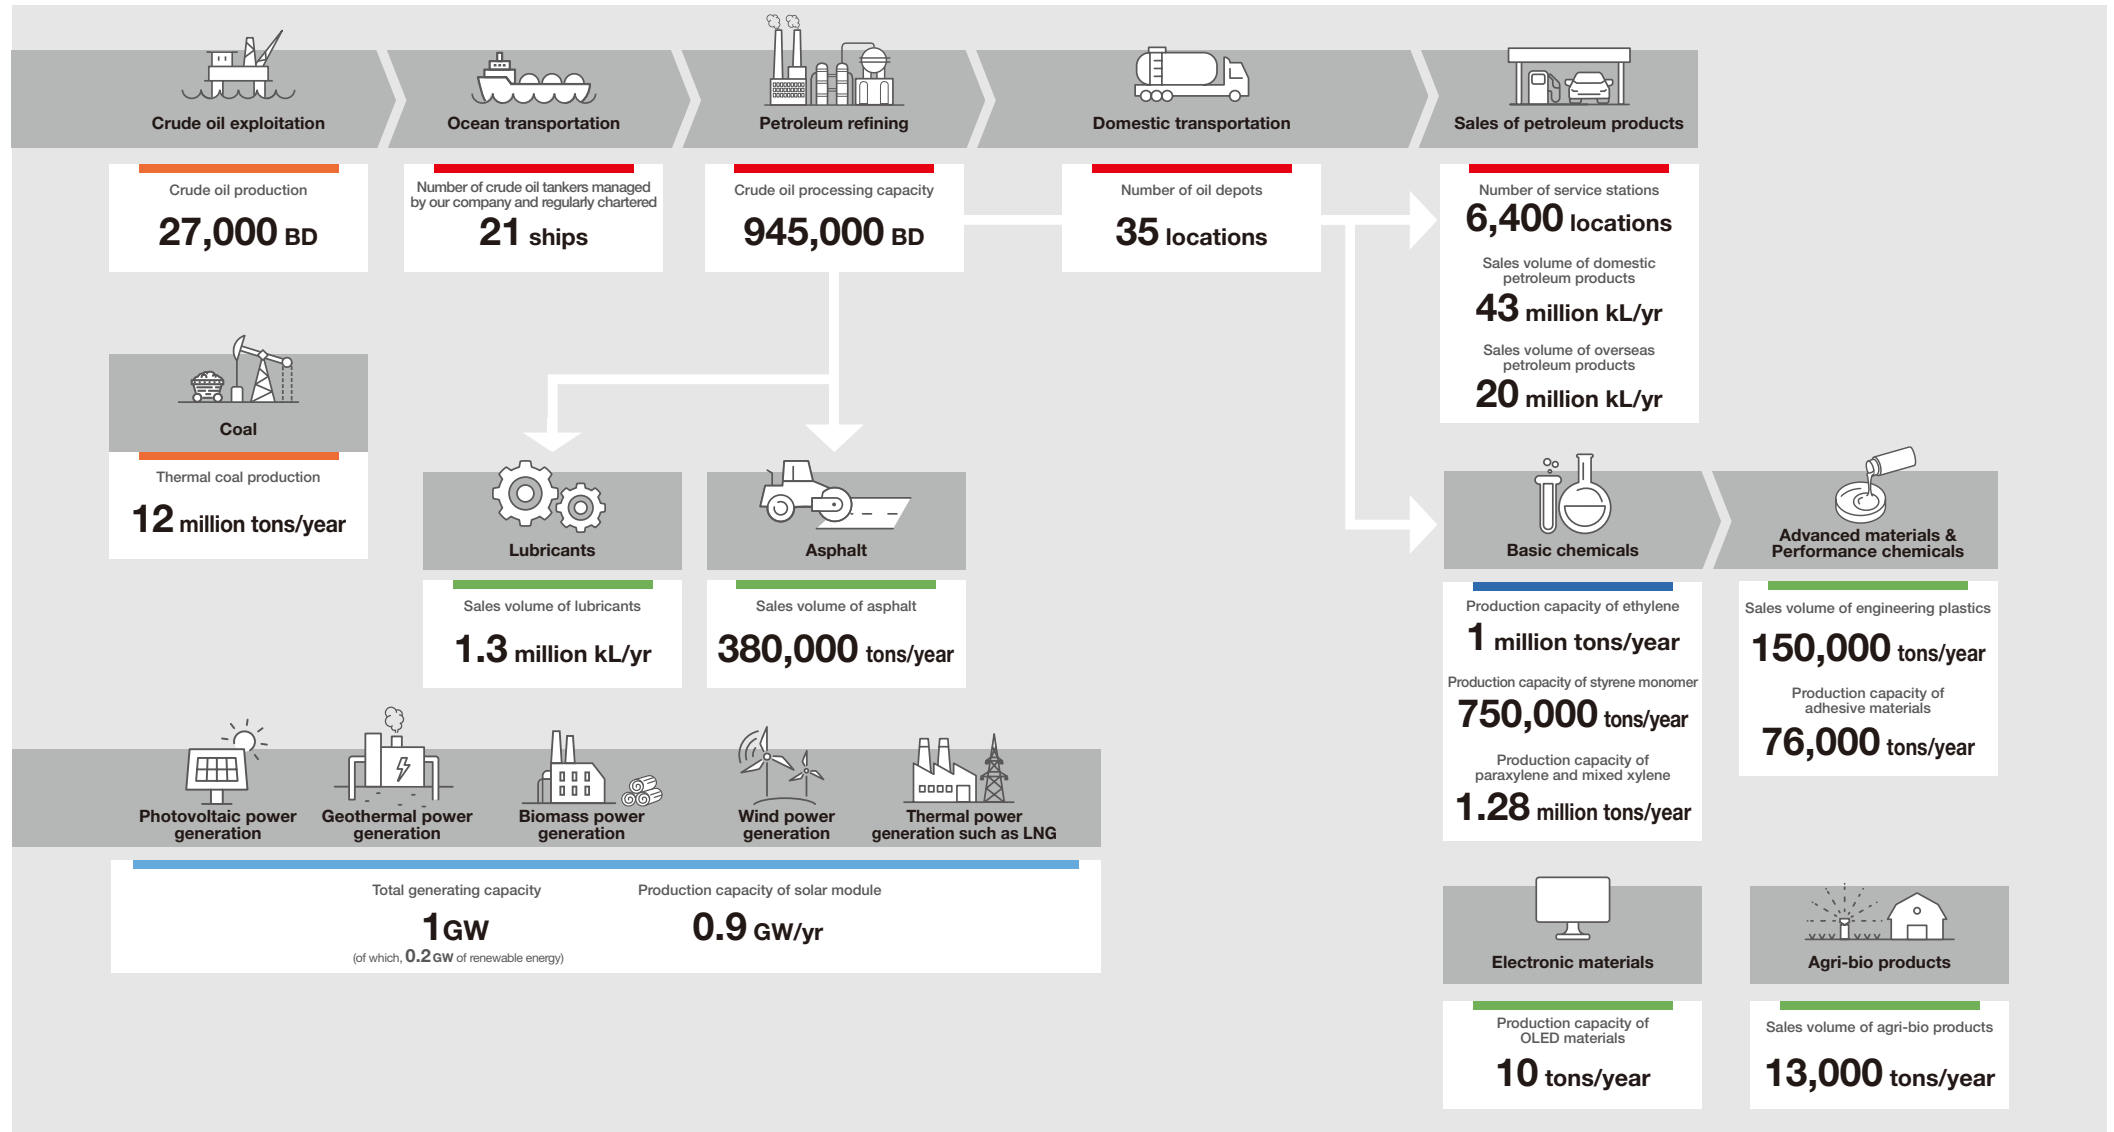 Crude oil exploitation
Ocean transportation
Petroleum refining
Domestic transportation
Sales of petroleum products
Crude oil production
27,000 BD
Number of crude oil tankers managed
by our company and regularly chartered
21 ships
Crude oil processing capacity
945,000 BD
Number of oil depots
35 locations
Number of service stations
6,400 locations
Sales volume of domestic
petroleum products
43 million kL/yr
Sales volume of overseas
petroleum products
20 million kL/yr
Coal
Thermal coal production
12 million tons/year
Lubricants
Sales volume of lubricants
1.3 million kL/yr
Asphalt
Sales volume of asphalt
380,000 tons/year
Basic chemicals
Production capacity of ethylene
1 million tons/year
Production capacity of styrene monomer
750,000 tons/year
Production capacity of
paraxylene and mixed xylene
1.28 million tons/year
Advanced materials &
Performance chemicals
Sales volume of engineering plastics
150,000 tons/year
Production capacity of
adhesive materials
76,000 tons/year
Photovoltaic power
generation
Geothermal power
generation
Biomass power
generation
Wind power
generation
Thermal power
generation such as LNG
Total generating capacity
1GW
(of which, 0.2 GW of renewable energy)
Production capacity of solar module
0.9 GW/yr
Electronic materials
Production capacity of
OLED materials
10 tons/year
Agri-bio products
Sales volume of agri-bio products
13,000 tons/year